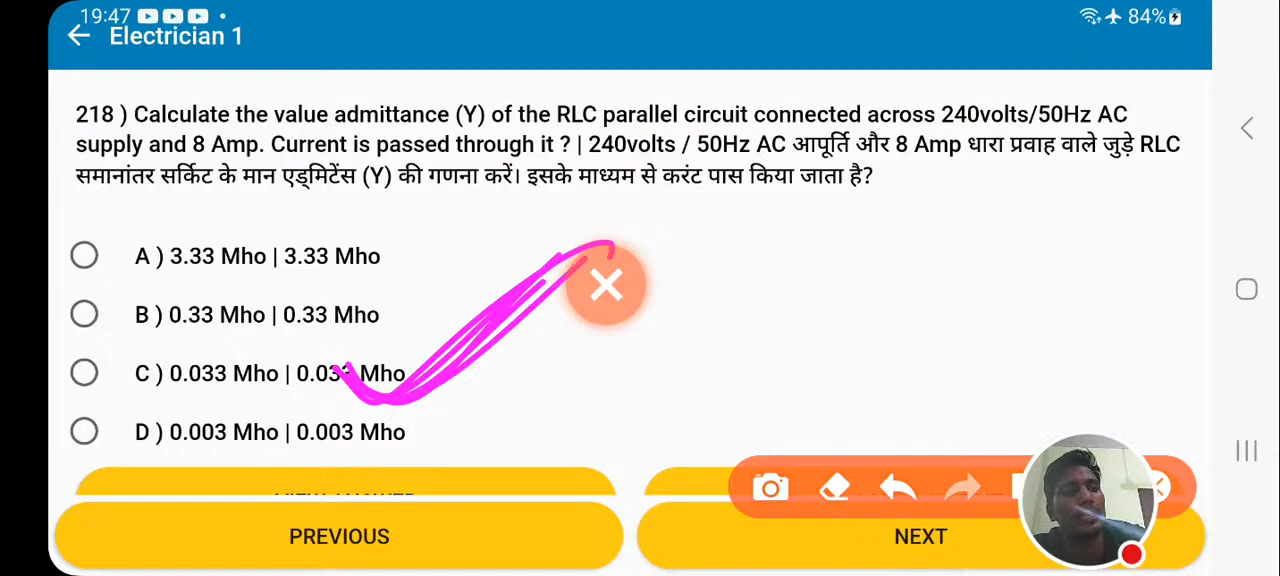 19:47
84%
Electrician 1
218 ) Calculate the value admittance (Y) of the RLC parallel circuit connected across 240volts/50Hz AC
supply and 8 Amp. Current is passed through it ? | 240volts / 50Hz AC आपूर्ति और 8 Amp धारा प्रवाह वाले जुड़े RLC
समानांतर सर्किट के मान एड्मिटेंस (Y) की गणना करें। इसके माध्यम से करंट पास किया जाता है?
A ) 3.33 Mho | 3.33 Mho
B ) 0.33 Mho | 0.33 Mho
C ) 0.033 Mho | 0.033 Mho
D ) 0.003 Mho | 0.003 Mho
PREVIOUS
NEXT